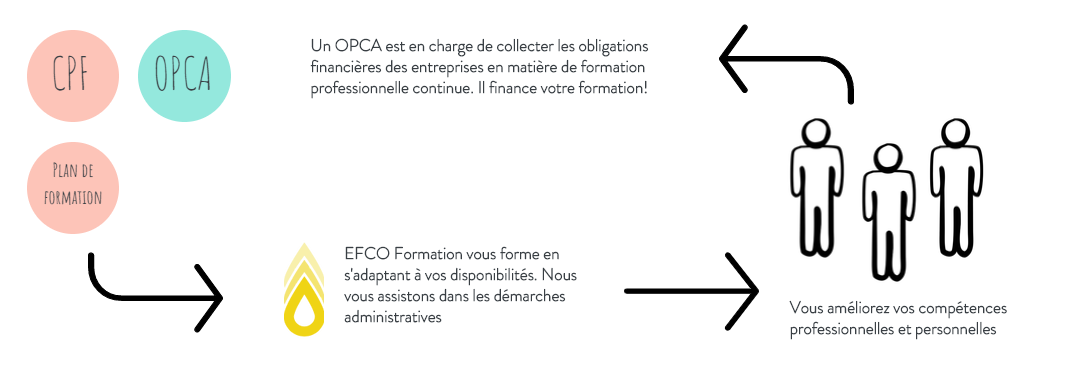 CPF
OPCA
Plan de
formation
Un OPCA est en charge de collecter les obligations
financières des entreprises en matière de formation
professionnelle continue. Il finance votre formation!
EFCO Formation vous forme en
s'adaptant à vos disponibilités. Nous
vous assistons dans les démarches
administratives
Vous améliorez vos compétences
professionnelles et personnelles